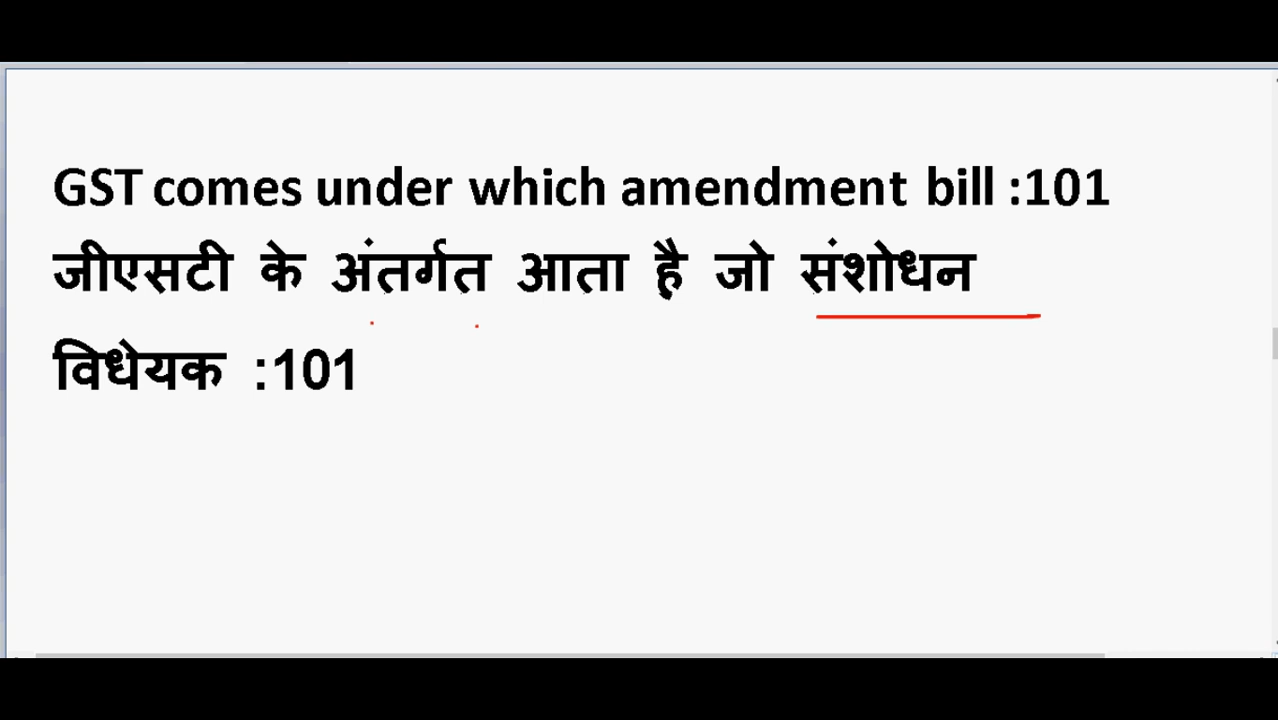 GST comes under which amendment bill :101
जीएसटी के अंतर्गत आता है जो संशोधन
विधेयक :101